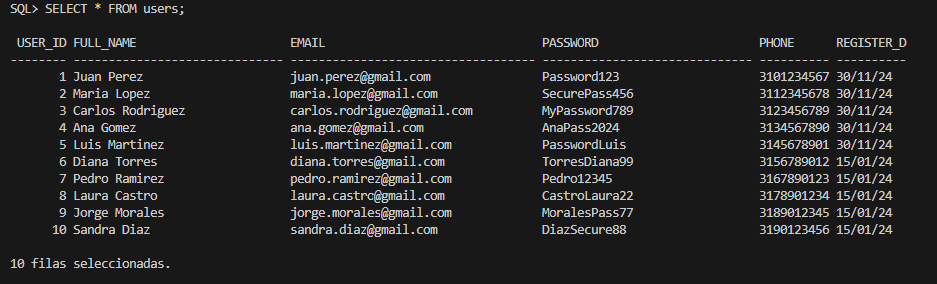 SQL> SELECT * FROM users;
USER_ID FULL_NAME EMAIL PASSWORD PHONE REGISTER_D
-------- ------------------------------ ------------------------------ ------------------------------ ---------- ----------
1 Juan Perez juan.perez@gmail.com Password123 3101234567 30/11/24
2 Maria Lopez maria.lopez@gmail.com SecurePass456 3112345678 30/11/24
3 Carlos Rodriguez carlos.rodriguez@gmail.com MyPassword789 3123456789 30/11/24
4 Ana Gomez ana.gomez@gmail.com AnaPass2024 3134567890 30/11/24
5 Luis Martinez luis.martinez@gmail.com PasswordLuis 3145678901 30/11/24
6 Diana Torres diana.torres@gmail.com TorresDiana99 3156789012 15/01/24
7 Pedro Ramirez pedro.ramirez@gmail.com Pedro12345 3167890123 15/01/24
8 Laura Castro laura.castro@gmail.com CastroLaura22 3178901234 15/01/24
9 Jorge Morales jorge.morales@gmail.com MoralesPass77 3189012345 15/01/24
10 Sandra Diaz sandra.diaz@gmail.com DiazSecure88 3190123456 15/01/24
10 filas seleccionadas.